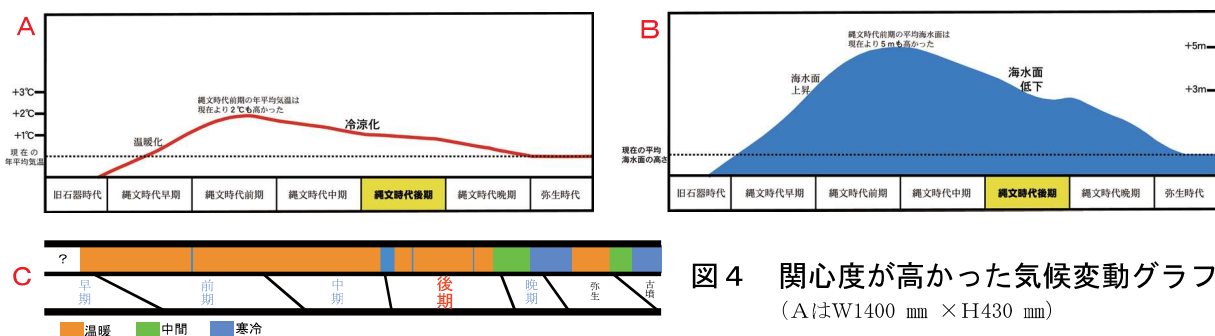 A
+3℃
+2℃
+1℃
現在の
年平均気温
温暖化
縄文時代前期の年平均気温は
現在より2℃も高かった
冷涼化
旧石器時代
縄文時代早期
縄文時代前期
縄文時代中期
縄文時代後期
縄文時代晩期
弥生時代
B
縄文時代前期の平均海水面は
現在より5mも高かった
海水面
上昇
海水面
低下
+5m
+3m
現在の平均
海水面の高さ
旧石器時代
縄文時代早期
縄文時代前期
縄文時代中期
縄文時代後期
縄文時代晩期
弥生時代
C
?
早期
前期
中期
後期
晩期
弥生
古墳
温暖
中間
寒冷
図4 関心度が高かった気候変動グラフ
(AはW1400 mm ×H430 mm)